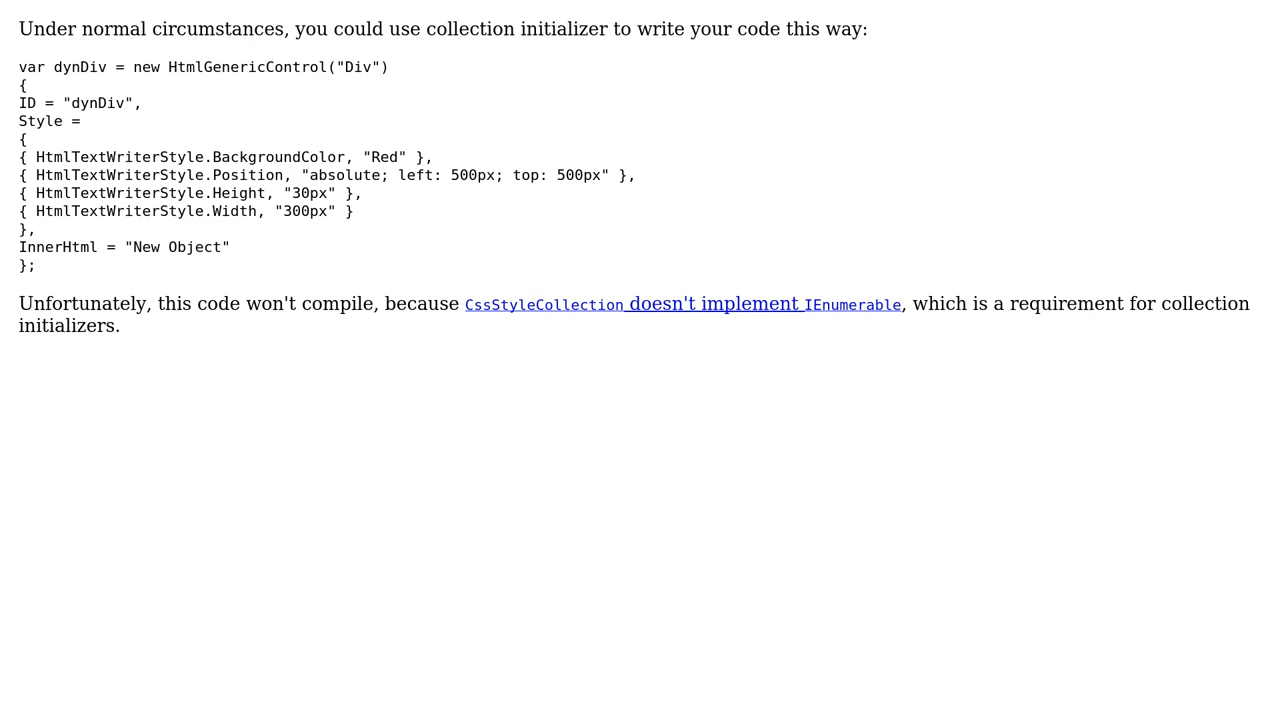 Under normal circumstances, you could use collection initializer to write your code this way:
var dynDiv = new HtmlGenericControl("Div")
{
ID = "dynDiv",
Style =
{
{ HtmlTextWriterStyle.BackgroundColor, "Red" },
{ HtmlTextWriterStyle.Position, "absolute; left: 500px; top: 500px" },
{ HtmlTextWriterStyle.Height, "30px" },
{ HtmlTextWriterStyle.Width, "300px" }
},
InnerHtml = "New Object"
};
Unfortunately, this code won't compile, because CssStyleCollection doesn't implement IEnumerable, which is a requirement for collection
initializers.